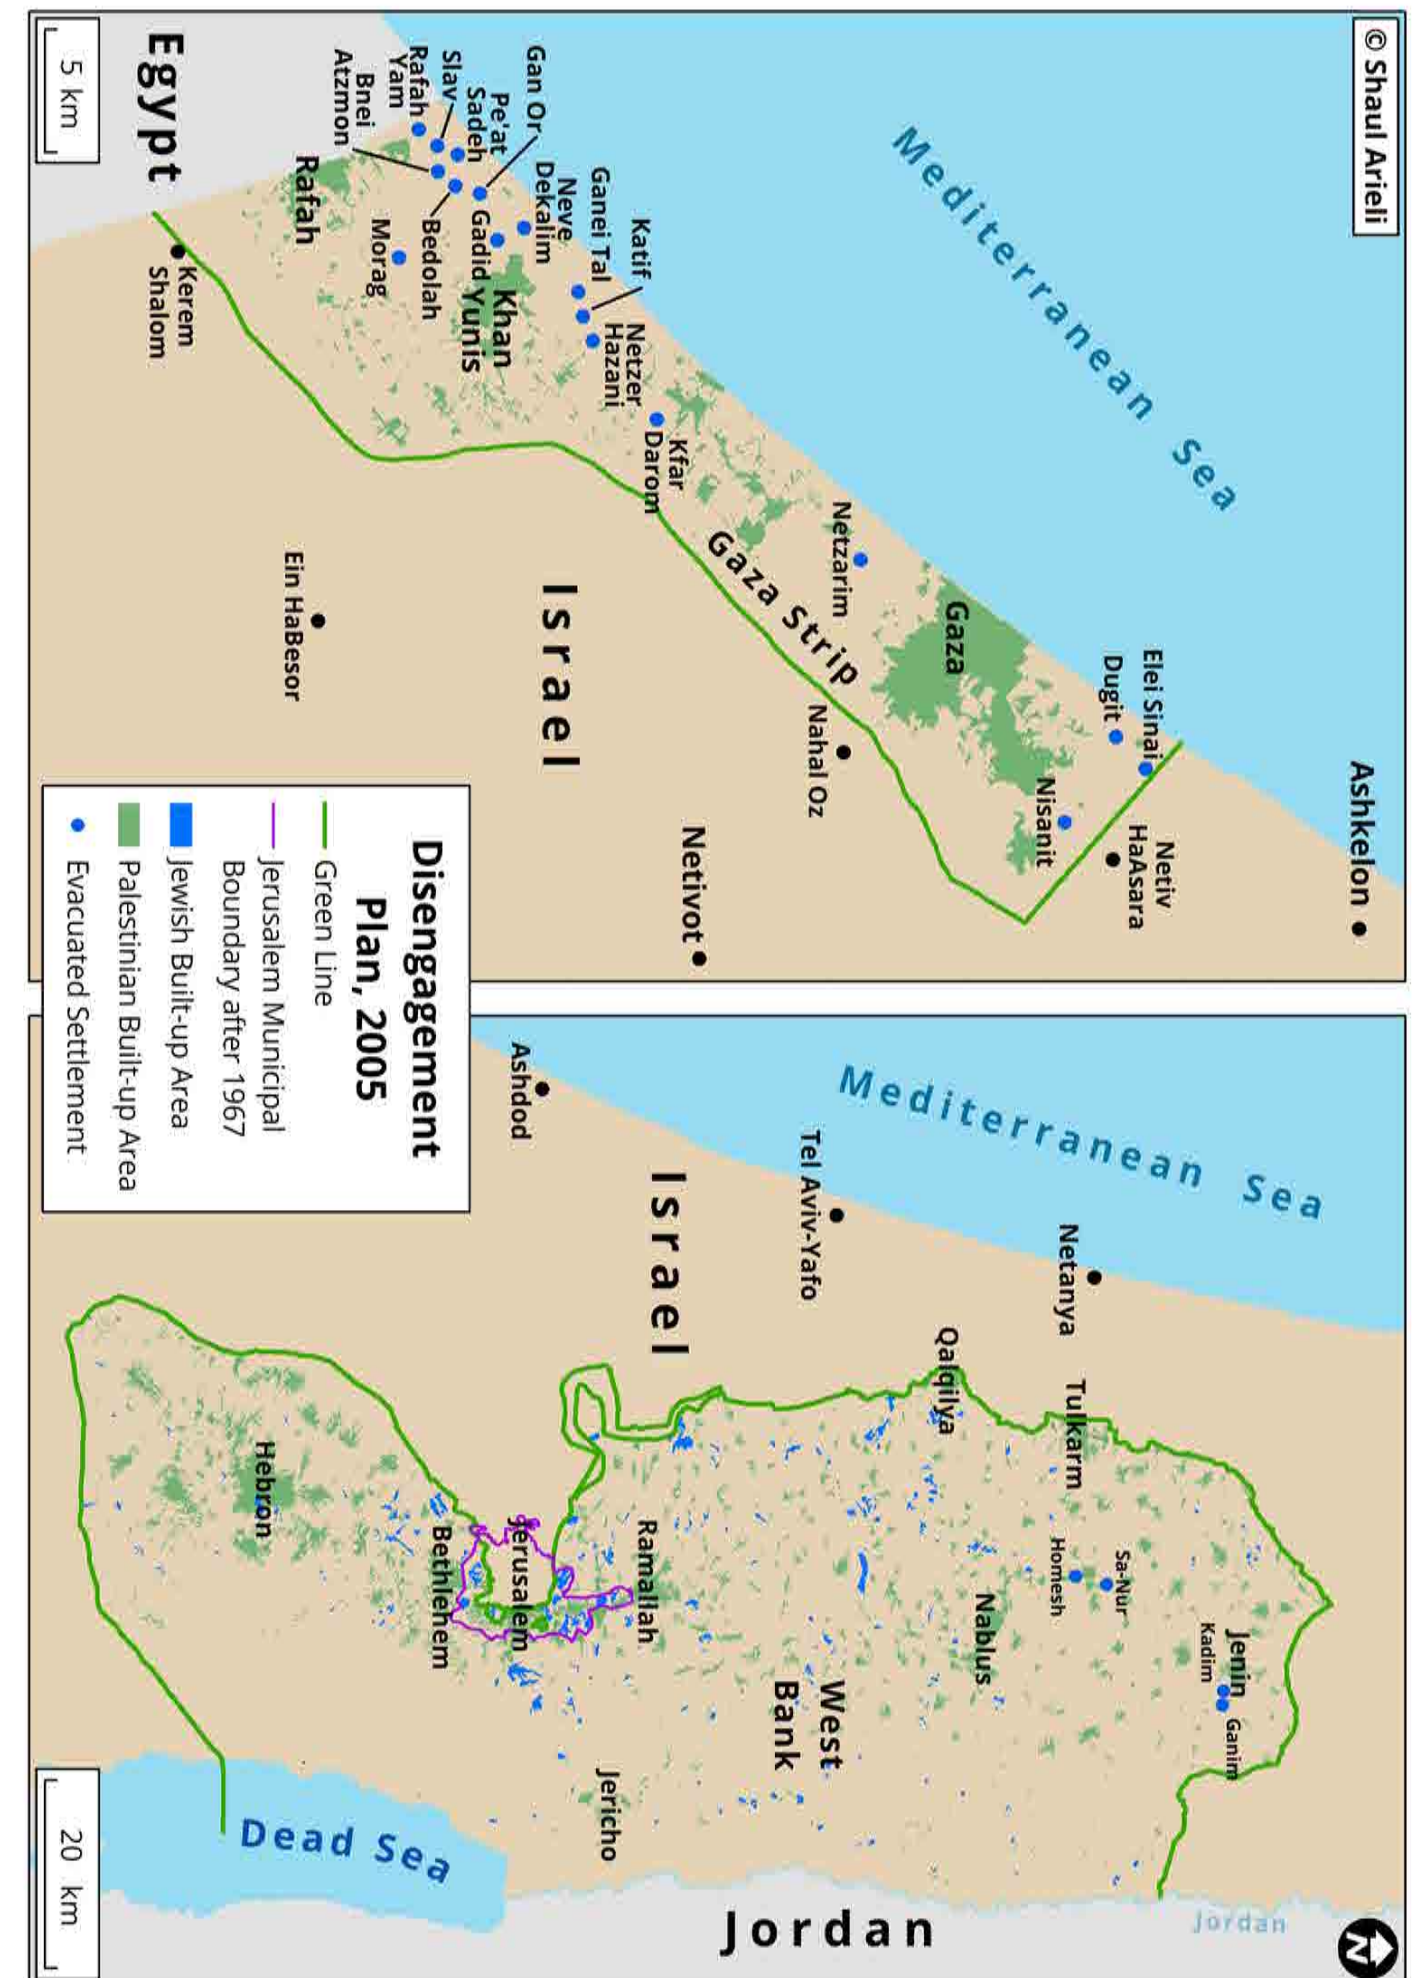 © Shaul Arieli
Mediterranean Sea
Ashkelon
Netiv
HaAsara
Elei Sinai
Dugit
Nisanit
Gaza
Netzarim
Gaza Strip
Nahal Oz
Netivot
Kfar
Darom
Katif
Netzer
Hazani
Ganei Tal
Neve
Dekalim
Gan Or
Gadid
Khan
Yunis
Pe'at
Sadeh
Slav
Bedolah
Rafah
Yam
Morag
Bnei
Atzmon
Rafah
Israel
Ein HaBesor
Kerem
Shalom
Egypt
5 km
Disengagement
Plan, 2005
Green Line
Jerusalem Municipal
Boundary after 1967
Jewish Built-up Area
Palestinian Built-up Area
Evacuated Settlement
Mediterranean Sea
N
Jordan
Jenin
Kadim
Ganim
Sa-Nur
Homesh
Netanya
Tulkarm
Nablus
Qalqilya
Tel Aviv-Yafo
West
Bank
Jordan
Israel
Ramallah
Jericho
Ashdod
Jerusalem
Bethlehem
Hebron
Dead Sea
20 km